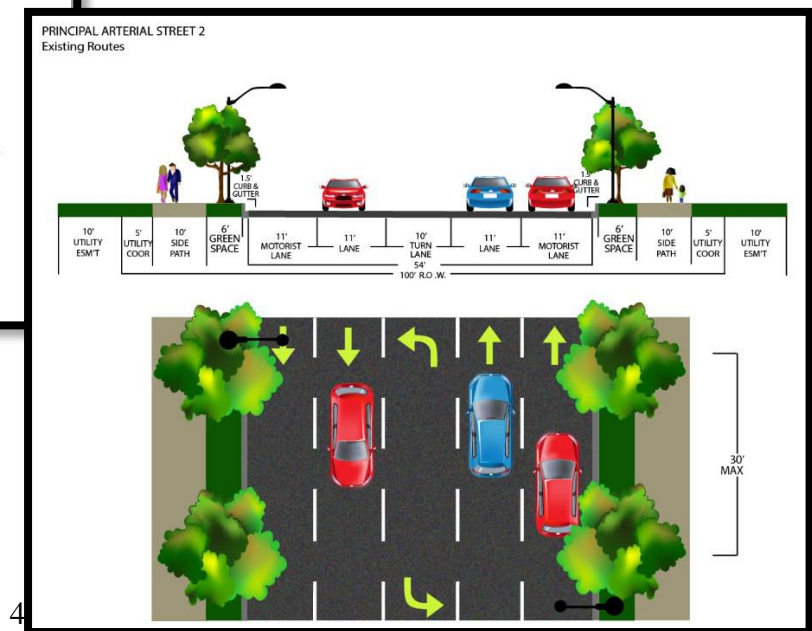 PRINCIPAL ARTERIAL STREET 2
Existing Routes
1.5'
CURB &
GUTTER
1.5'
CURB &
GUTTER
10'
UTILITY
ESM'T
5'
UTILITY
COOR
10'
SIDE
PATH
6'
GREEN
SPACE
11'
MOTORIST
LANE
11'
LANE
10'
TURN
LANE
11'
LANE
11'
MOTORIST
LANE
6'
GREEN
SPACE
10'
SIDE
PATH
5'
UTILITY
COOR
10'
UTILITY
ESM'T
54'
100' R.O .W.
30'
MAX
4